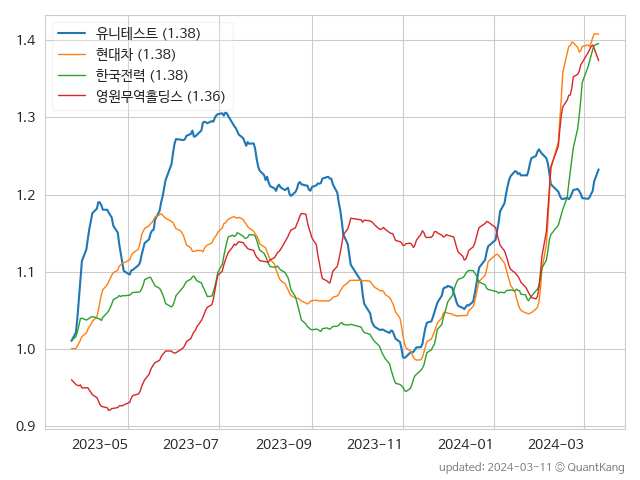 유니테스트 (1.38)
현대차 (1.38)
한국전력 (1.38)
영원무역홀딩스 (1.36)
1.4
1.3
1.2
1.1
1.0
0.9
2023-05 2023-07 2023-09 2023-11 2024-01 2024-03
updated: 2024-03-11 © QuantKang